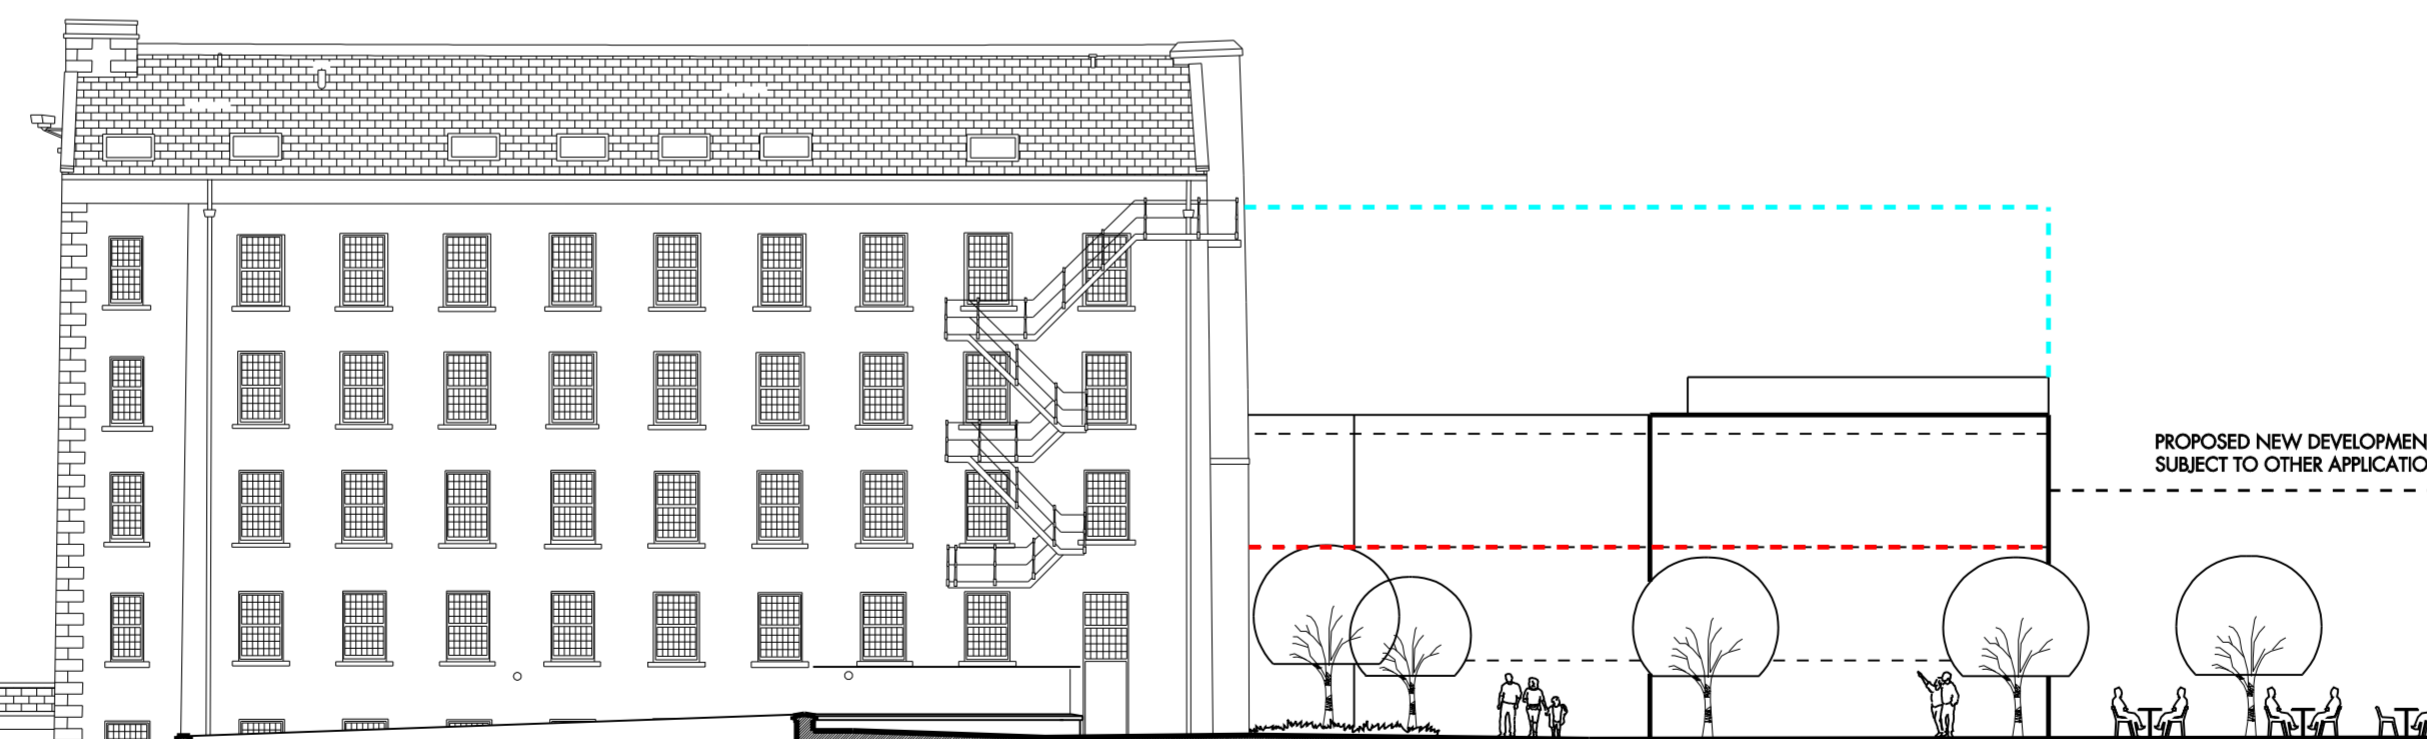 PROPOSED NEW DEVELOPMEN
SUBJECT TO OTHER APPLICATIO